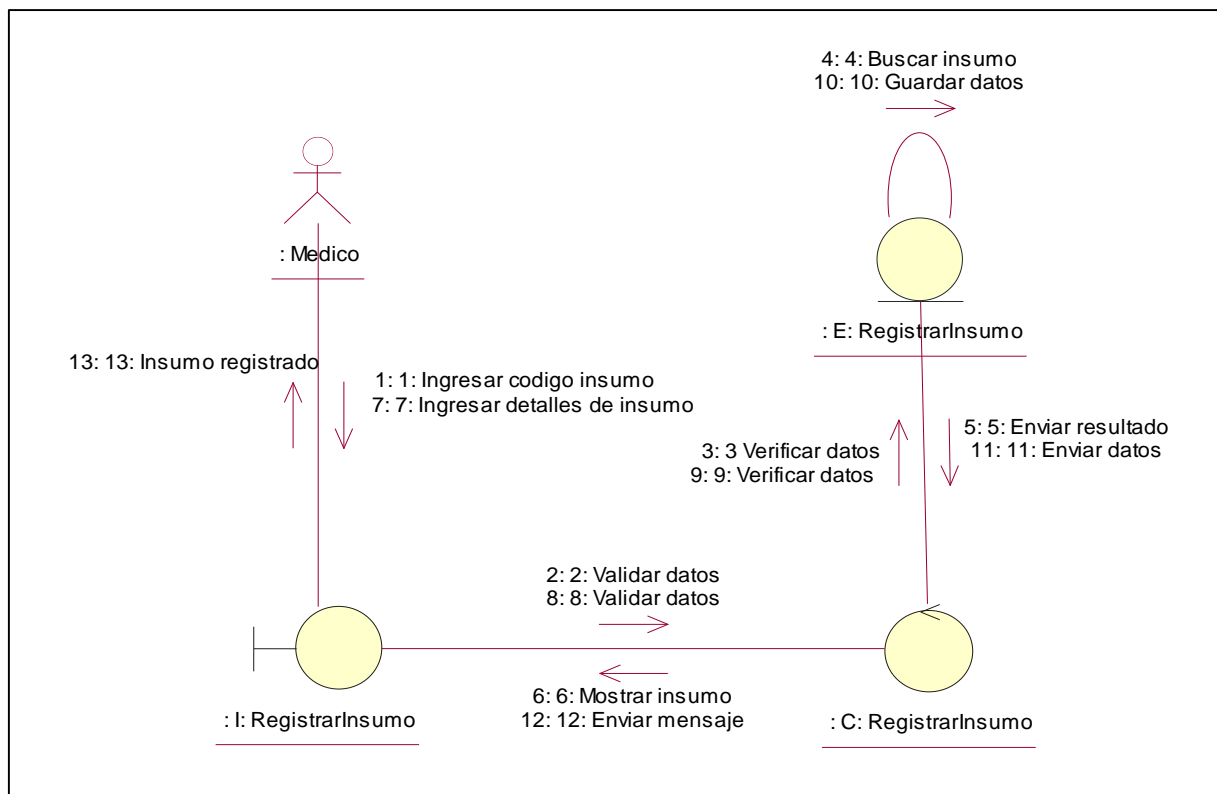 4: 4: Buscar insumo
10: 10: Guardar datos
: Medico
: E: RegistrarInsumo
13: 13: Insumo registrado
1: 1: Ingresar codigo insumo
7: 7: Ingresar detalles de insumo
3: 3 Verificar datos
9: 9: Verificar datos
5: 5: Enviar resultado
11: 11: Enviar datos
2: 2: Validar datos
8: 8: Validar datos
6: 6: Mostrar insumo
12: 12: Enviar mensaje
: I: RegistrarInsumo
: C: RegistrarInsumo